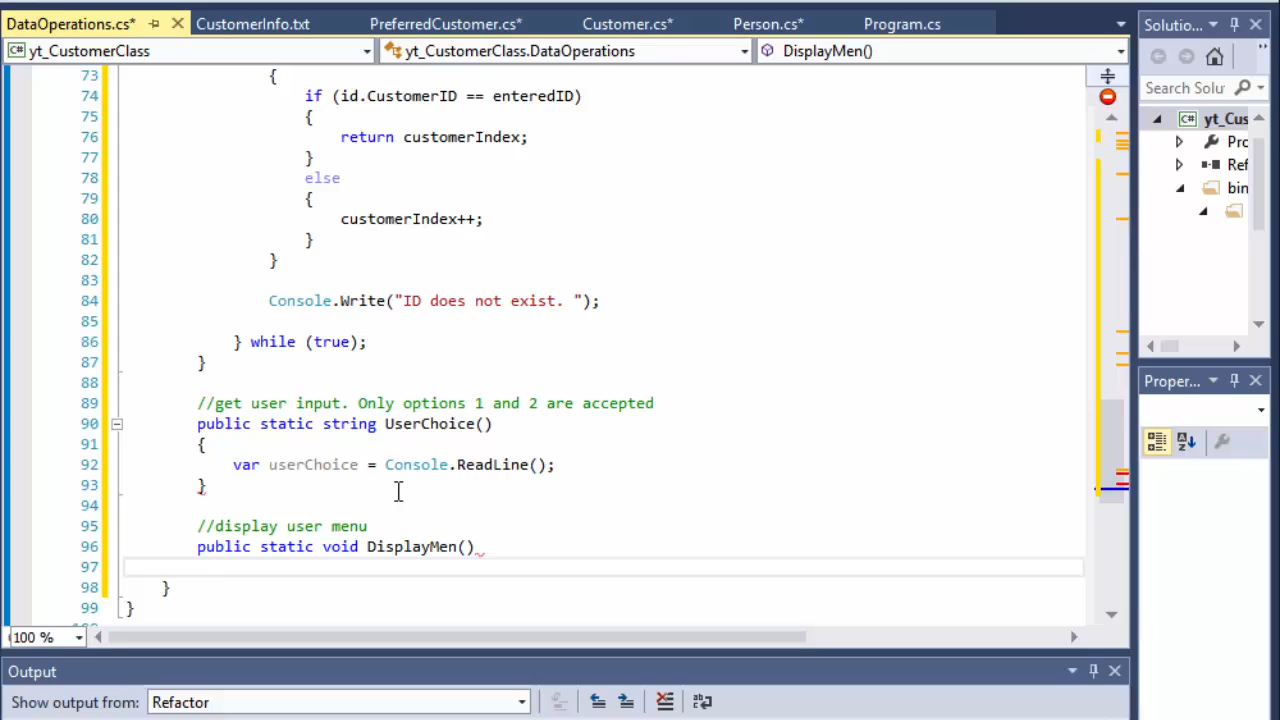 DataOperations.cs* CustomerInfo.txt PreferredCustomer.cs* Customer.cs* Person.cs* Program.cs
C# yt_CustomerClass yt_CustomerClass.DataOperations DisplayMen()
73 {
74 if (id.CustomerID == enteredID)
75 {
76 return customerIndex;
77 }
78 else
79 {
80 customerIndex++;
81 }
82 }
83
84 Console.Write("ID does not exist. ");
85
86 } while (true);
87 }
88
89 //get user input. Only options 1 and 2 are accepted
90 public static string UserChoice()
91 {
92 var userChoice = Console.ReadLine();
93 }
94
95 //display user menu
96 public static void DisplayMen()
97
98 }
99 }
100 %
Output
Show output from: Refactor
Solutio...
Search Solu
C# yt_Cus
Pro
Ref
bin
Proper...